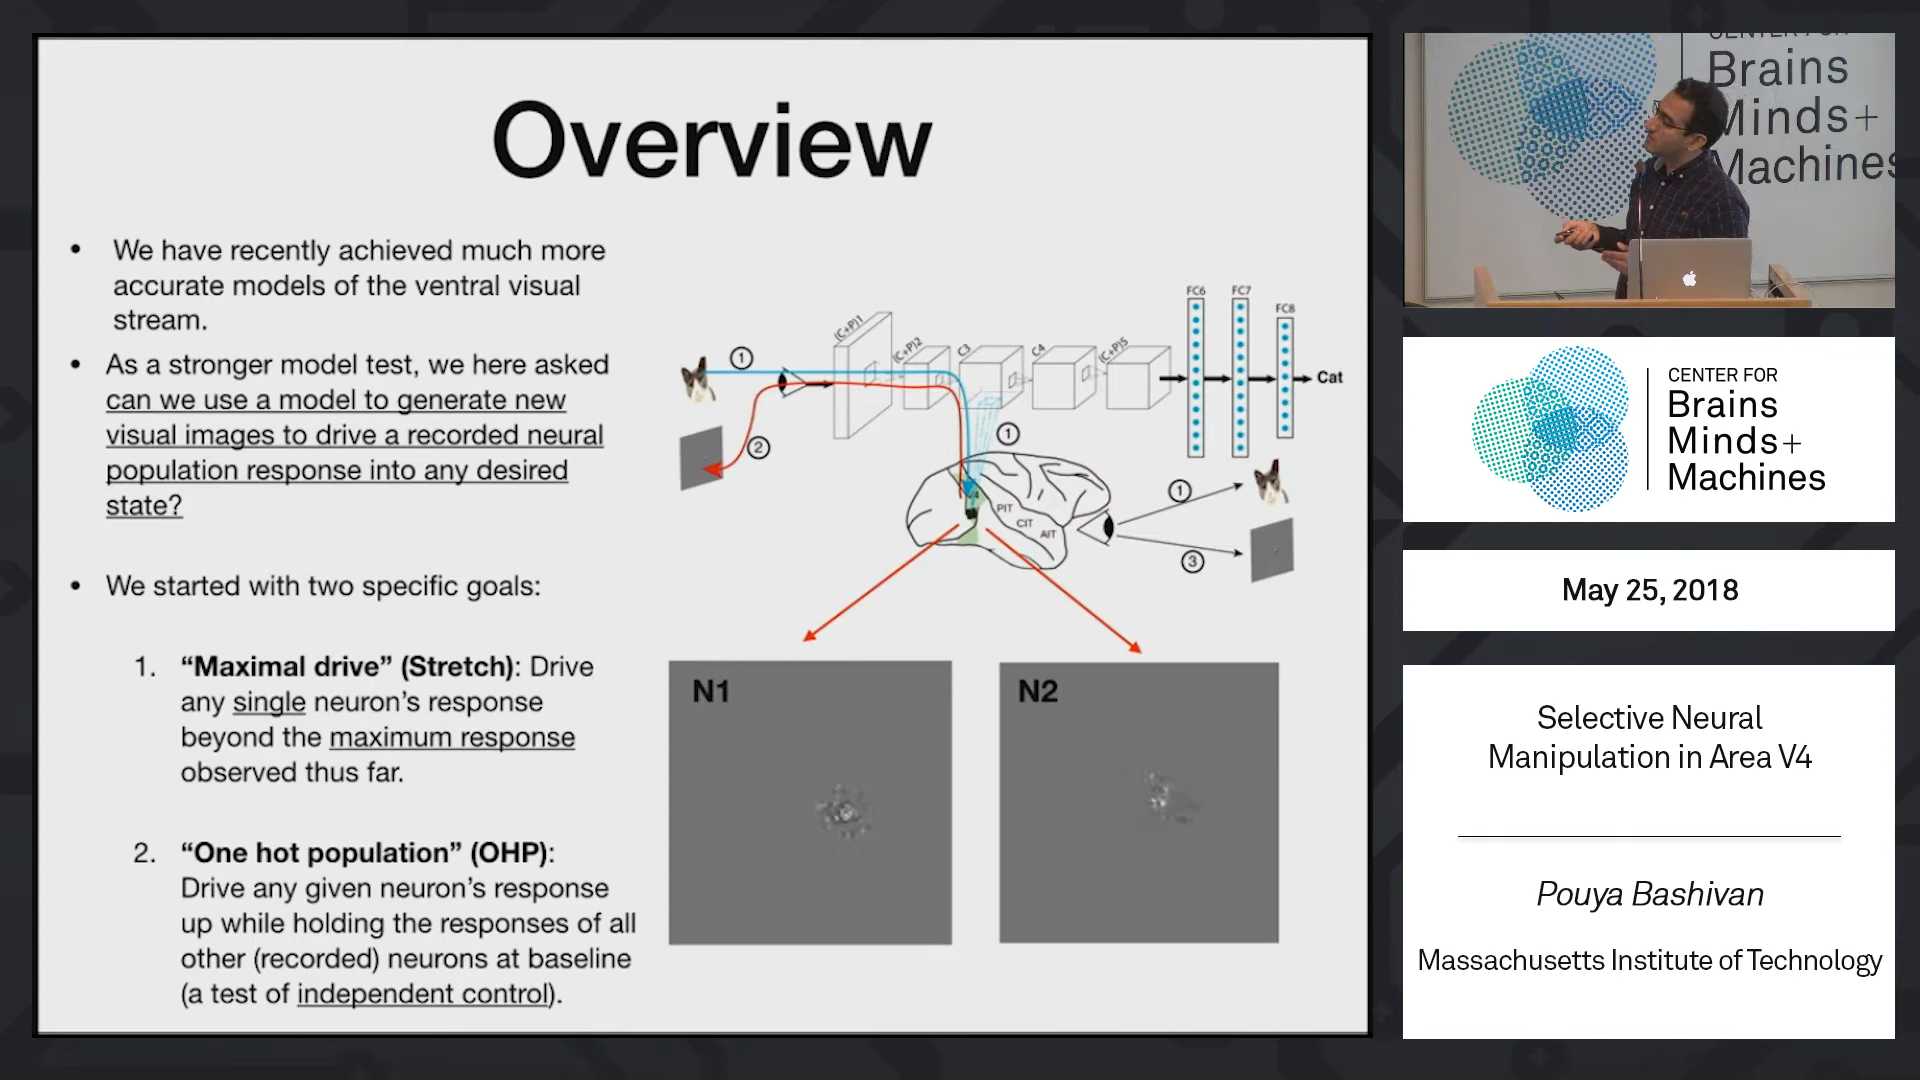 Overview
• We have recently achieved much more
accurate models of the ventral visual
stream.
• As a stronger model test, we here asked
can we use a model to generate new
visual images to drive a recorded neural
population response into any desired
state?
• We started with two specific goals:
1. “Maximal drive” (Stretch): Drive
any single neuron’s response
beyond the maximum response
observed thus far.
2. “One hot population” (OHP):
Drive any given neuron’s response
up while holding the responses of all
other (recorded) neurons at baseline
(a test of independent control).
(C+P)1
(C+P)2
C3
C4
(C+P)5
FC6
FC7
FC8
Cat
1
2
1
1
3
PIT
CIT
AIT
N1
N2
CENTER FOR
Brains
Minds+
Machines
CENTER FOR
Brains
Minds+
Machines
May 25, 2018
Selective Neural
Manipulation in Area V4
Pouya Bashivan
Massachusetts Institute of Technology